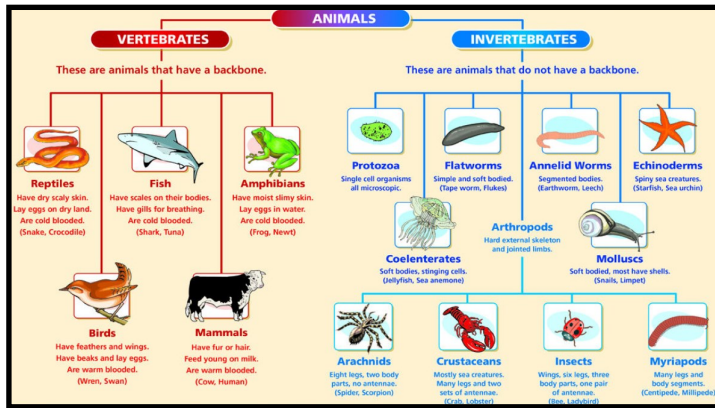 ANIMALS
VERTEBRATES
These are animals that have a backbone.
Reptiles
Have dry scaly skin.
Lay eggs on dry land.
Are cold blooded.
(Snake, Crocodile)
Fish
Have scales on their bodies.
Have gills for breathing.
Are cold blooded.
(Shark, Tuna)
Amphibians
Have moist slimy skin.
Lay eggs in water.
Are cold blooded.
(Frog, Newt)
Birds
Have feathers and wings.
Have beaks and lay eggs.
Are warm blooded.
(Wren, Swan)
Mammals
Have fur or hair.
Feed young on milk.
Are warm blooded.
(Cow, Human)
INVERTEBRATES
These are animals that do not have a backbone.
Protozoa
Single cell organisms
all microscopic.
Flatworms
Simple and soft bodied.
(Tape worm, Flukes)
Annelid Worms
Segmented bodies.
(Earthworm, Leech)
Echinoderms
Spiny sea creatures.
(Starfish, Sea urchin)
Coelenterates
Soft bodies, stinging cells.
(Jellyfish, Sea anemone)
Arthropods
Hard external skeleton
and jointed limbs.
Molluscs
Soft bodied, most have shells.
(Snails, Limpet)
Arachnids
Eight legs, two body
parts, no antennae.
(Spider, Scorpion)
Crustaceans
Mostly sea creatures.
Many legs and two
sets of antennae.
(Crab, Lobster)
Insects
Wings, six legs, three
body parts, one pair
of antennae.
(Bee, Ladybird)
Myriapods
Many legs and
body segments.
(Centipede, Millipede)